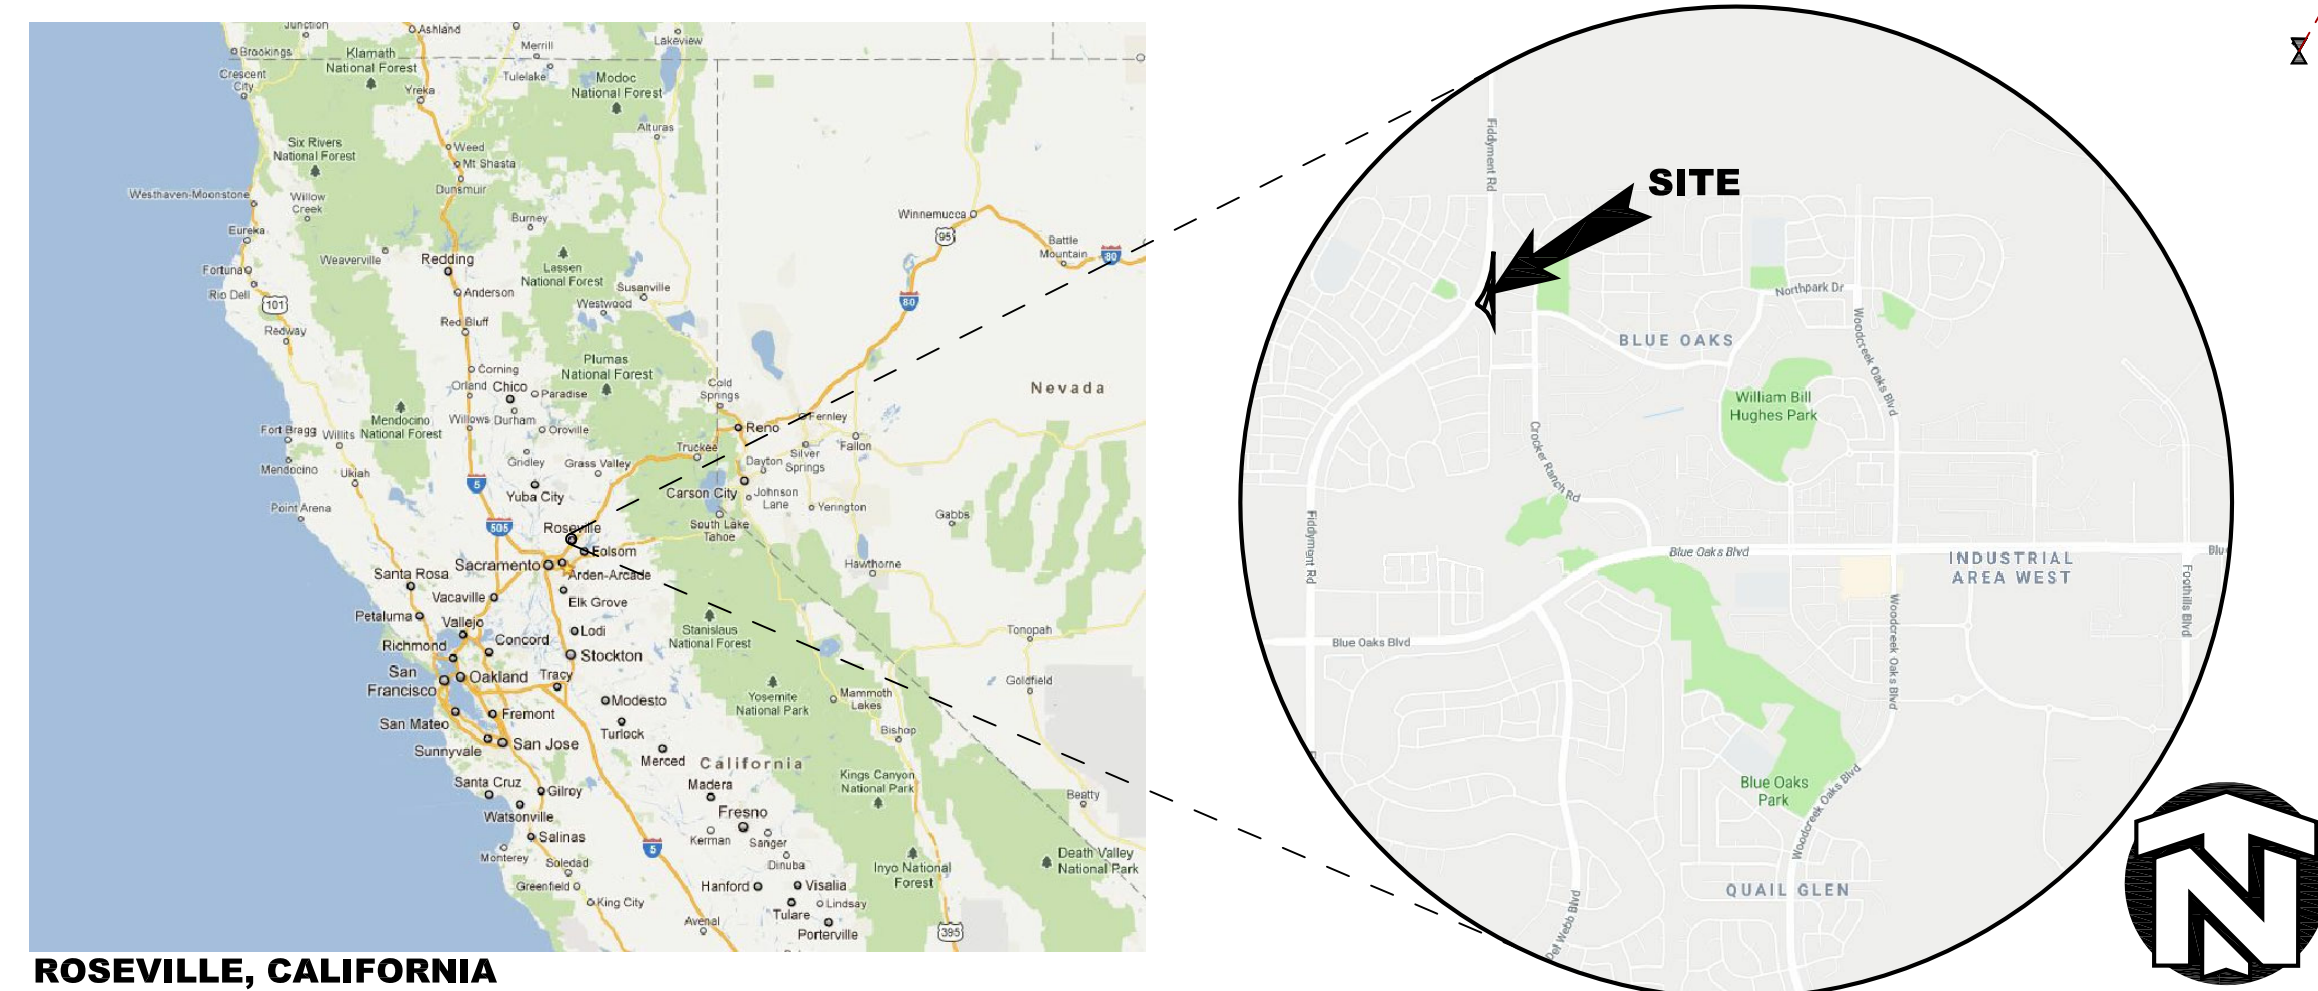 Junction
Ashland
Merrill
Lakeview
Brookings
Klamath
National Forest
Crescent
City
Tulelake
Modoc
National Forest
Yreka
Alturas
Six Rivers
National Forest
Weed
Mt Shasta
Dunsmuir
Westhaven-Moonstone
Willow
Creek
Burney
Winnemucca
95
Eureka
Battle
Mountain
80
Weaverville
Redding
Fortuna
Lassen
National Forest
Susanville
Rio Dell
Anderson
Westwood
80
101
Redway
Red Bluff
Plumas
National Forest
Corning
Orland
Chico
Paradise
Cold
Springs
Nevada
Mendocino
National Forest
Willows
Durham
Oroville
Fernley
Reno
Fort Bragg
Willits
Truckee
Fallon
Silver
Springs
Dayton
Gridley
Grass Valley
Mendocino
Ukiah
5
Yuba City
Carson City
Johnson
Lane
Yerington
Point Arena
Gabbs
505
Roseville
South Lake
Tahoe
Folsom
Sacramento
Arden-Arcade
Hawthorne
Santa Rosa
Vacaville
Elk Grove
Petaluma
Vallejo
Lodi
Stanislaus
National Forest
Tonopah
Richmond
Concord
Stockton
San
Francisco
Oakland
Tracy
Goldfield
Modesto
Yosemite
National Park
Mammoth
Lakes
San Mateo
Fremont
Turlock
Bishop
Sunnyvale
San Jose
Merced
California
Santa Cruz
Gilroy
Madera
Kings Canyon
National Park
Beatty
Watsonville
Fresno
Salinas
Kerman
Sanger
5
Monterey
Soledad
Dinuba
Inyo National
Forest
Death Valley
National Park
Greenfield
Hanford
Visalia
King City
Tulare
Lindsay
Avenal
Porterville
395
ROSEVILLE, CALIFORNIA
Fiddyment Rd
SITE
Northpark Dr
BLUE OAKS
Woodcreek Oaks Blvd
William Bill
Hughes Park
Crocker Ranch Rd
Fiddyment Rd
Blue Oaks Blvd
Blu
INDUSTRIAL
AREA WEST
Foothills Blvd
Woodcreek Oaks Blvd
Blue Oaks Blvd
Blue Oaks
Park
Woodcreek Oaks Blvd
QUAIL GLEN
Del Webb Blvd
N